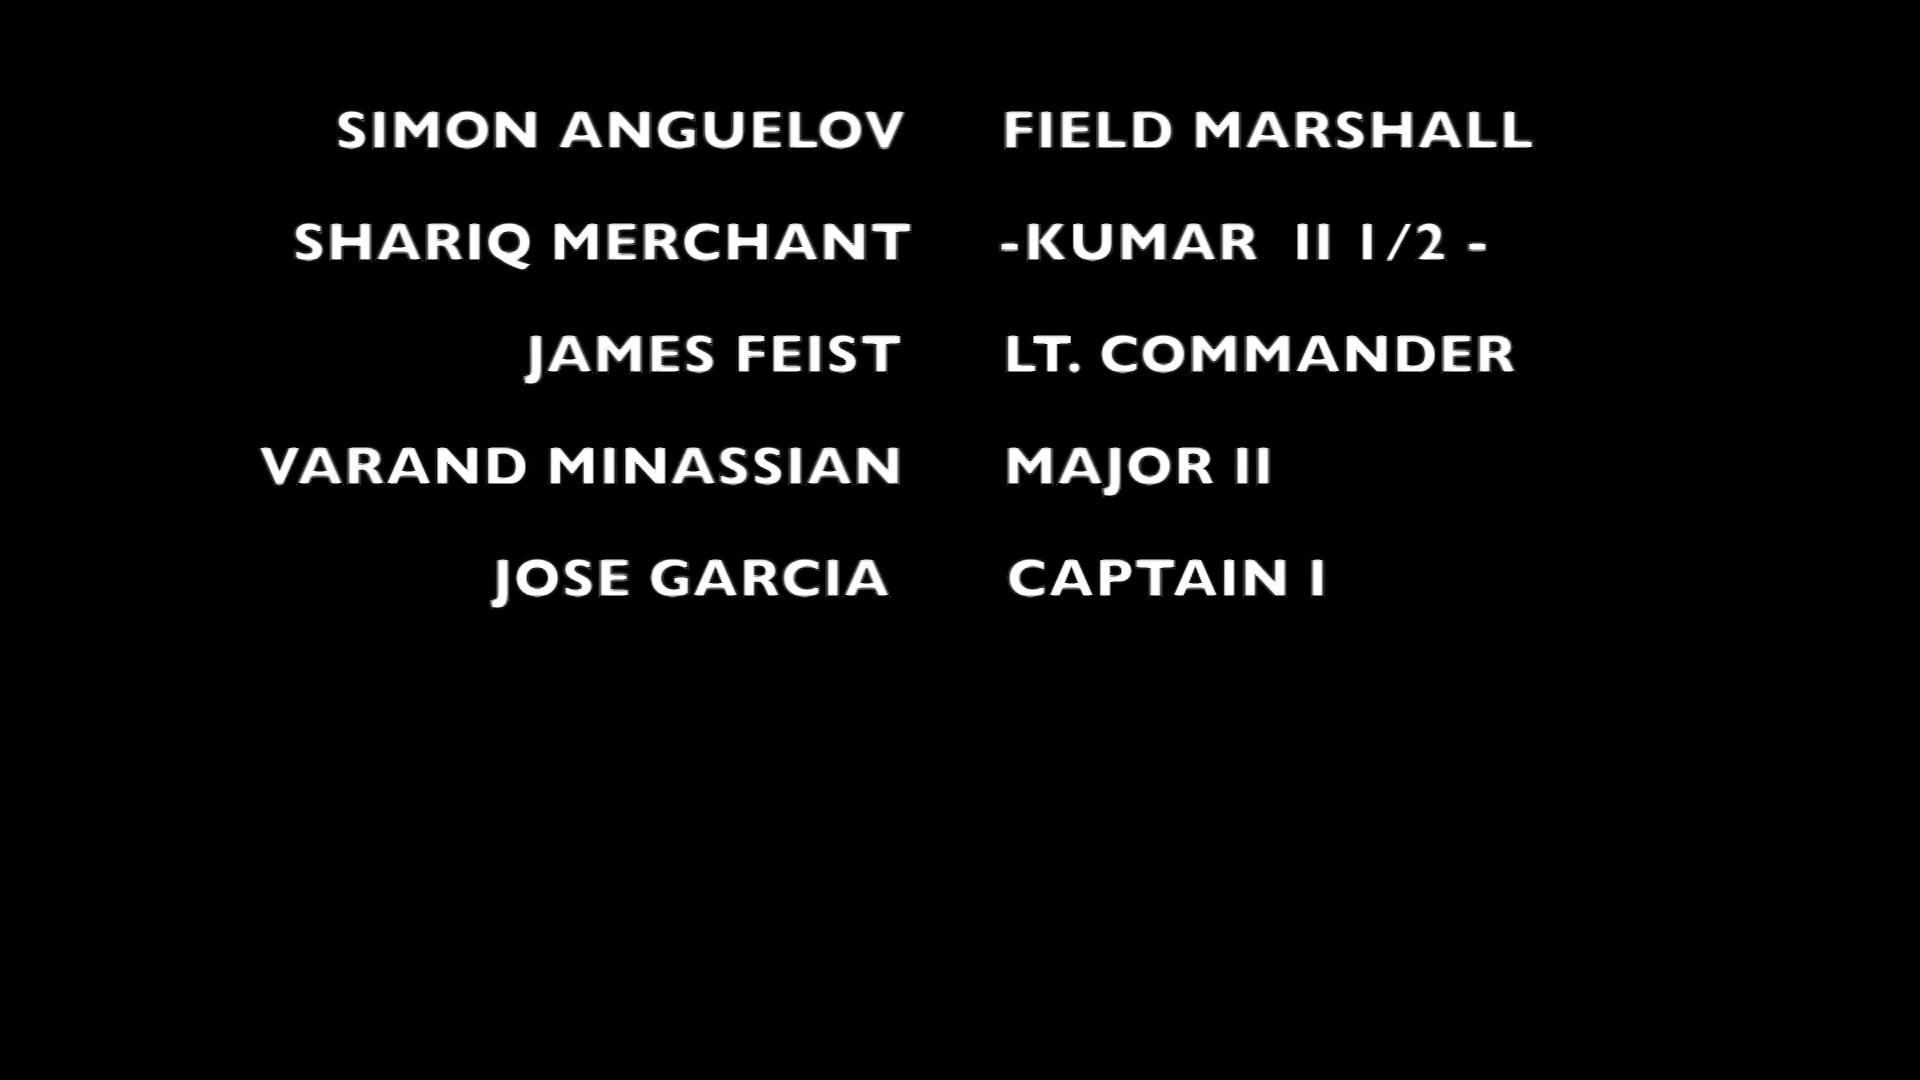 SIMON ANGUELOV FIELD MARSHALL
SHARIQ MERCHANT -KUMAR II 1/2 -
JAMES FEIST LT. COMMANDER
VARAND MINASSIAN MAJOR II
JOSE GARCIA CAPTAIN I